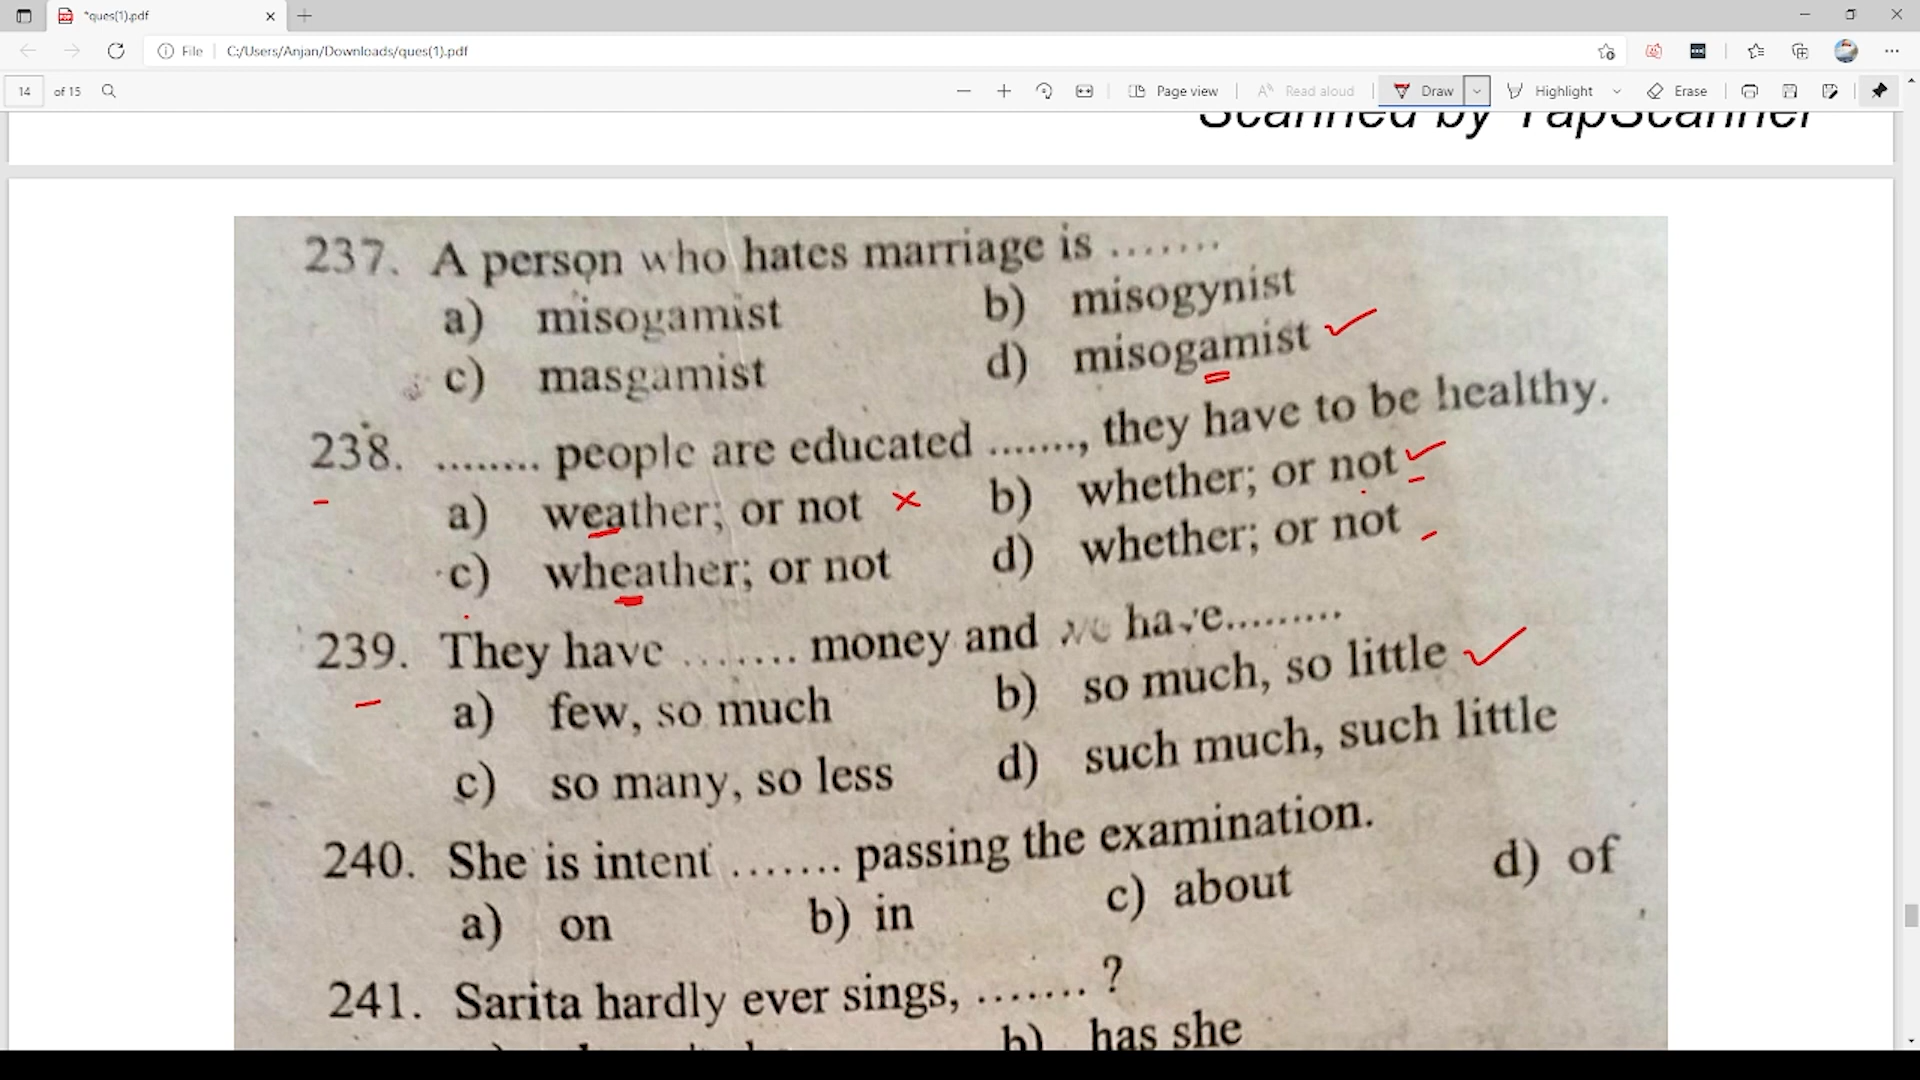 *ques(1).pdf
File C:/Users/Anjan/Downloads/ques(1).pdf
14 of 15 Page view Read aloud Draw Highlight Erase
Scanned by TapScanner
237. A person who hates marriage is .......
a) misogamist b) misogynist
c) masgamist d) misogamist
238. ........ people are educated ......., they have to be healthy.
a) weather; or not b) whether; or not
c) wheather; or not d) whether; or not
239. They have ....... money and we have.........
a) few, so much b) so much, so little
c) so many, so less d) such much, such little
240. She is intent ....... passing the examination.
a) on b) in c) about d) of
241. Sarita hardly ever sings, ....... ?
b) has she